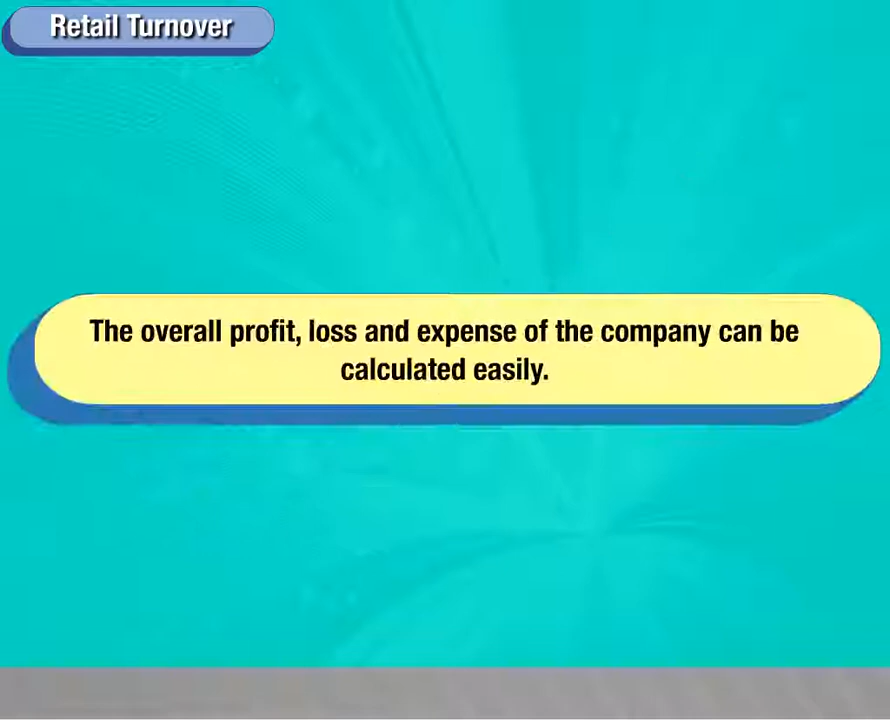 Retail Turnover
The overall profit, loss and expense of the company can be
calculated easily.